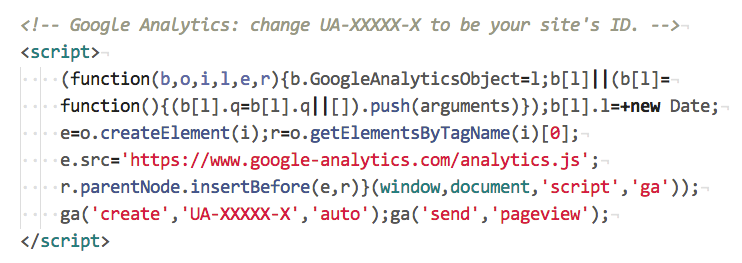 <!-- Google Analytics: change UA-XXXXX-X to be your site's ID. -->
<script>
(function(b,o,i,l,e,r){b.GoogleAnalyticsObject=l;b[l]||(b[l]=
function(){(b[l].q=b[l].q||[]).push(arguments)});b[l].l=+new Date;
e=o.createElement(i);r=o.getElementsByTagName(i)[0];
e.src='https://www.google-analytics.com/analytics.js';
r.parentNode.insertBefore(e,r)}(window,document,'script','ga'));
ga('create','UA-XXXXX-X','auto');ga('send','pageview');
</script>